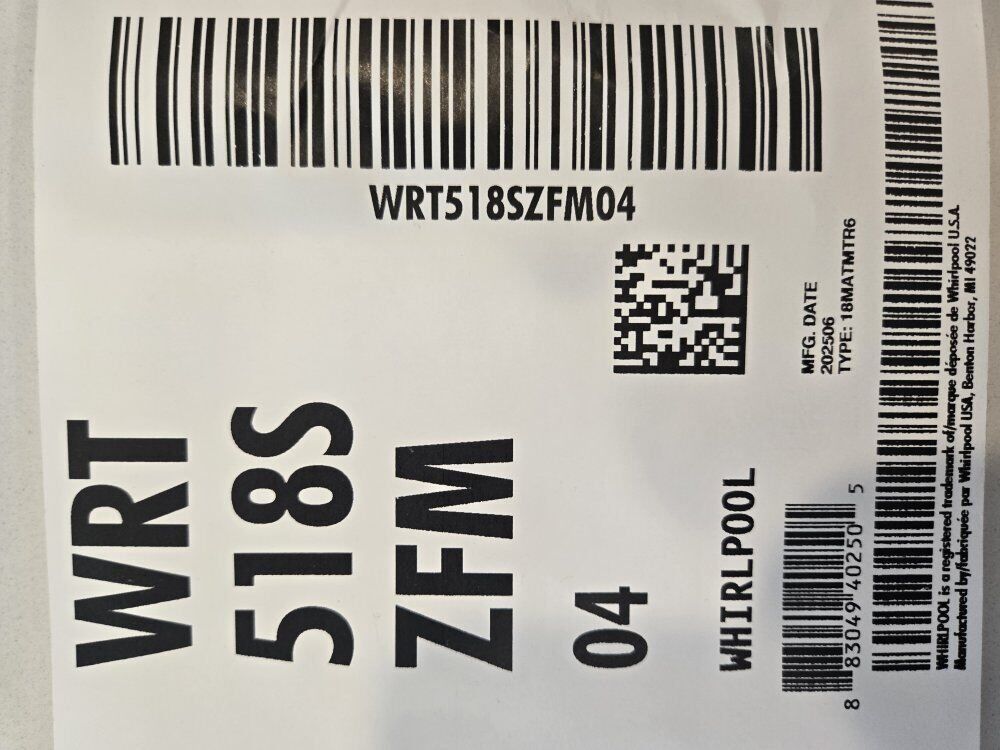 WRT518SZFM04
WRT
518S
ZFM
04
WHIRLPOOL
MFG. DATE
202506
TYPE: 18MATMTR6
8 83049 40250 5
WHIRLPOOL is a registered trademark of/marque déposée de Whirlpool U.S.A.
Manufactured by/fabriquée par Whirlpool USA, Benton Harbor, MI 49022